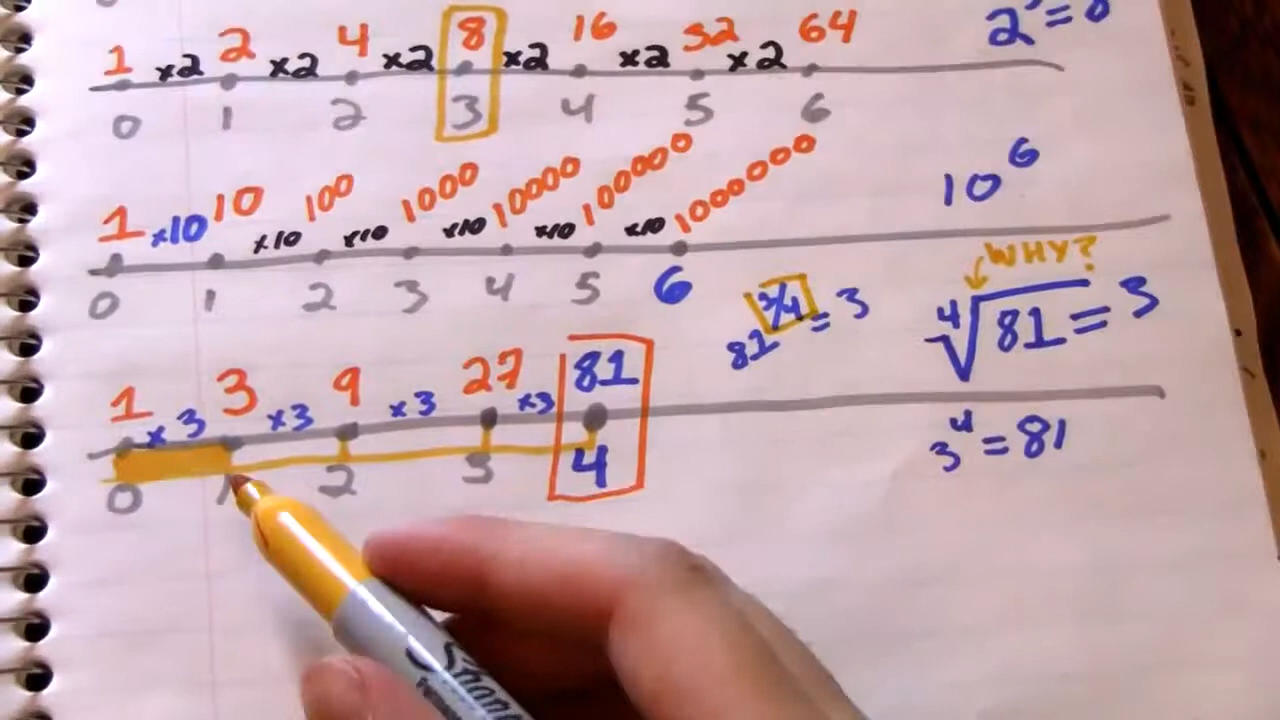 1 ×2 2 ×2 4 ×2 8 ×2 16 ×2 32 ×2 64
0 1 2 3 4 5 6
1 ×10 10 ×10 100 ×10 1000 ×10 10000 ×10 100000 ×10 1000000
10⁶
0 1 2 3 4 5 6
WHY?
81^1/4 = 3
⁴√81 = 3
1 ×3 3 ×3 9 ×3 27 ×3 81
0 1 2 3 4
3⁴ = 81